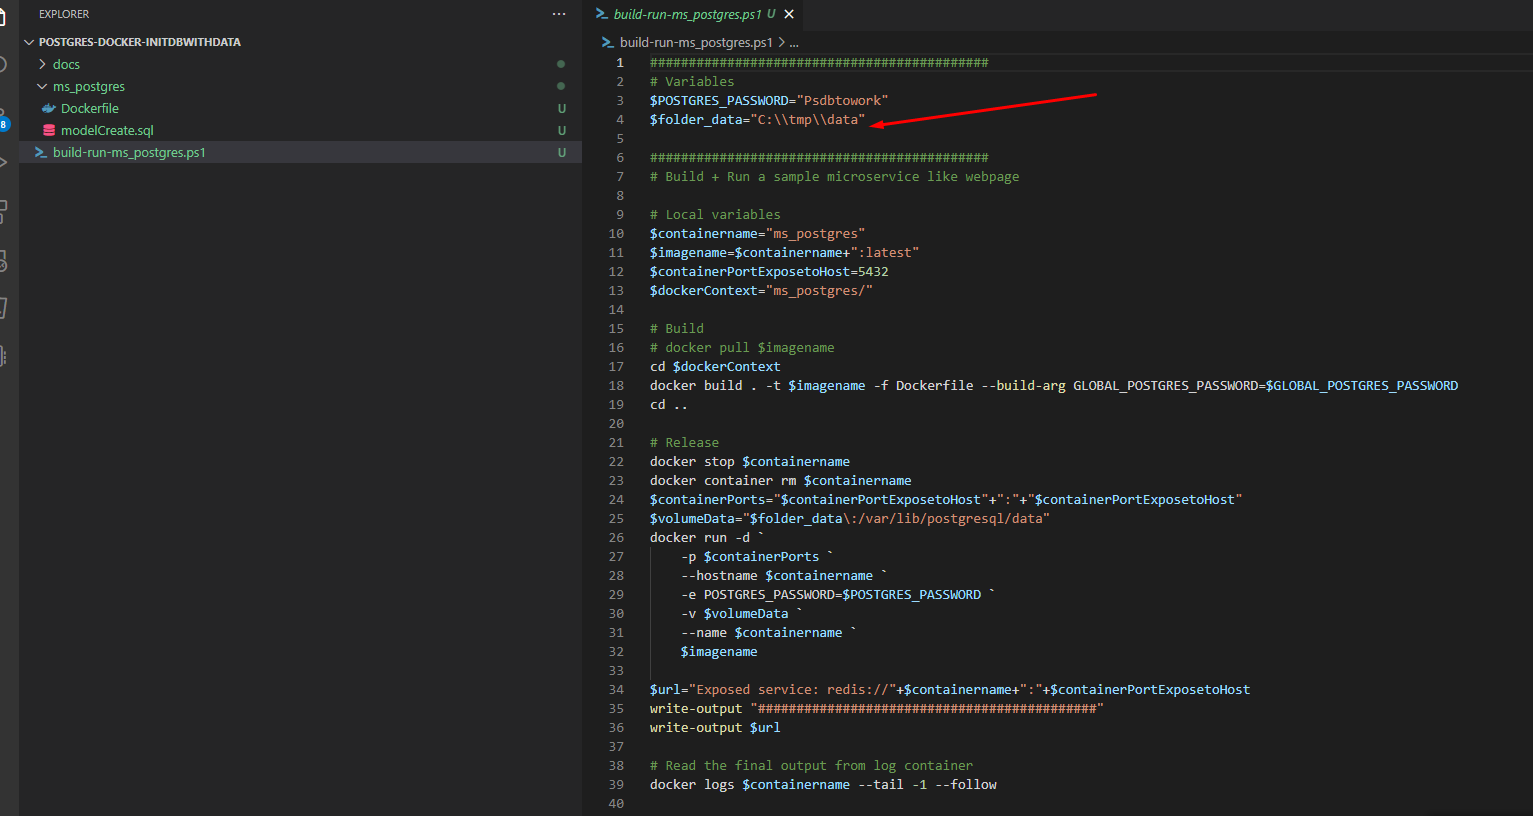 EXPLORER
···
POSTGRES-DOCKER-INITDBWITHDATA
docs
ms_postgres
Dockerfile U
modelCreate.sql U
build-run-ms_postgres.ps1 U
8
build-run-ms_postgres.ps1 U
build-run-ms_postgres.ps1 > ...
1 ############################################
2 # Variables
3 $POSTGRES_PASSWORD="Psdbtowork"
4 $folder_data="C:\\tmp\\data"
5
6 ############################################
7 # Build + Run a sample microservice like webpage
8
9 # Local variables
10 $containername="ms_postgres"
11 $imagename=$containername+":latest"
12 $containerPortExposetoHost=5432
13 $dockerContext="ms_postgres/"
14
15 # Build
16 # docker pull $imagename
17 cd $dockerContext
18 docker build . -t $imagename -f Dockerfile --build-arg GLOBAL_POSTGRES_PASSWORD=$GLOBAL_POSTGRES_PASSWORD
19 cd ..
20
21 # Release
22 docker stop $containername
23 docker container rm $containername
24 $containerPorts="$containerPortExposetoHost"+":"+"$containerPortExposetoHost"
25 $volumeData="$folder_data\:/var/lib/postgresql/data"
26 docker run -d `
27 -p $containerPorts `
28 --hostname $containername `
29 -e POSTGRES_PASSWORD=$POSTGRES_PASSWORD `
30 -v $volumeData `
31 --name $containername `
32 $imagename
33
34 $url="Exposed service: redis://"+$containername+":"+$containerPortExposetoHost
35 write-output "############################################"
36 write-output $url
37
38 # Read the final output from log container
39 docker logs $containername --tail -1 --follow
40